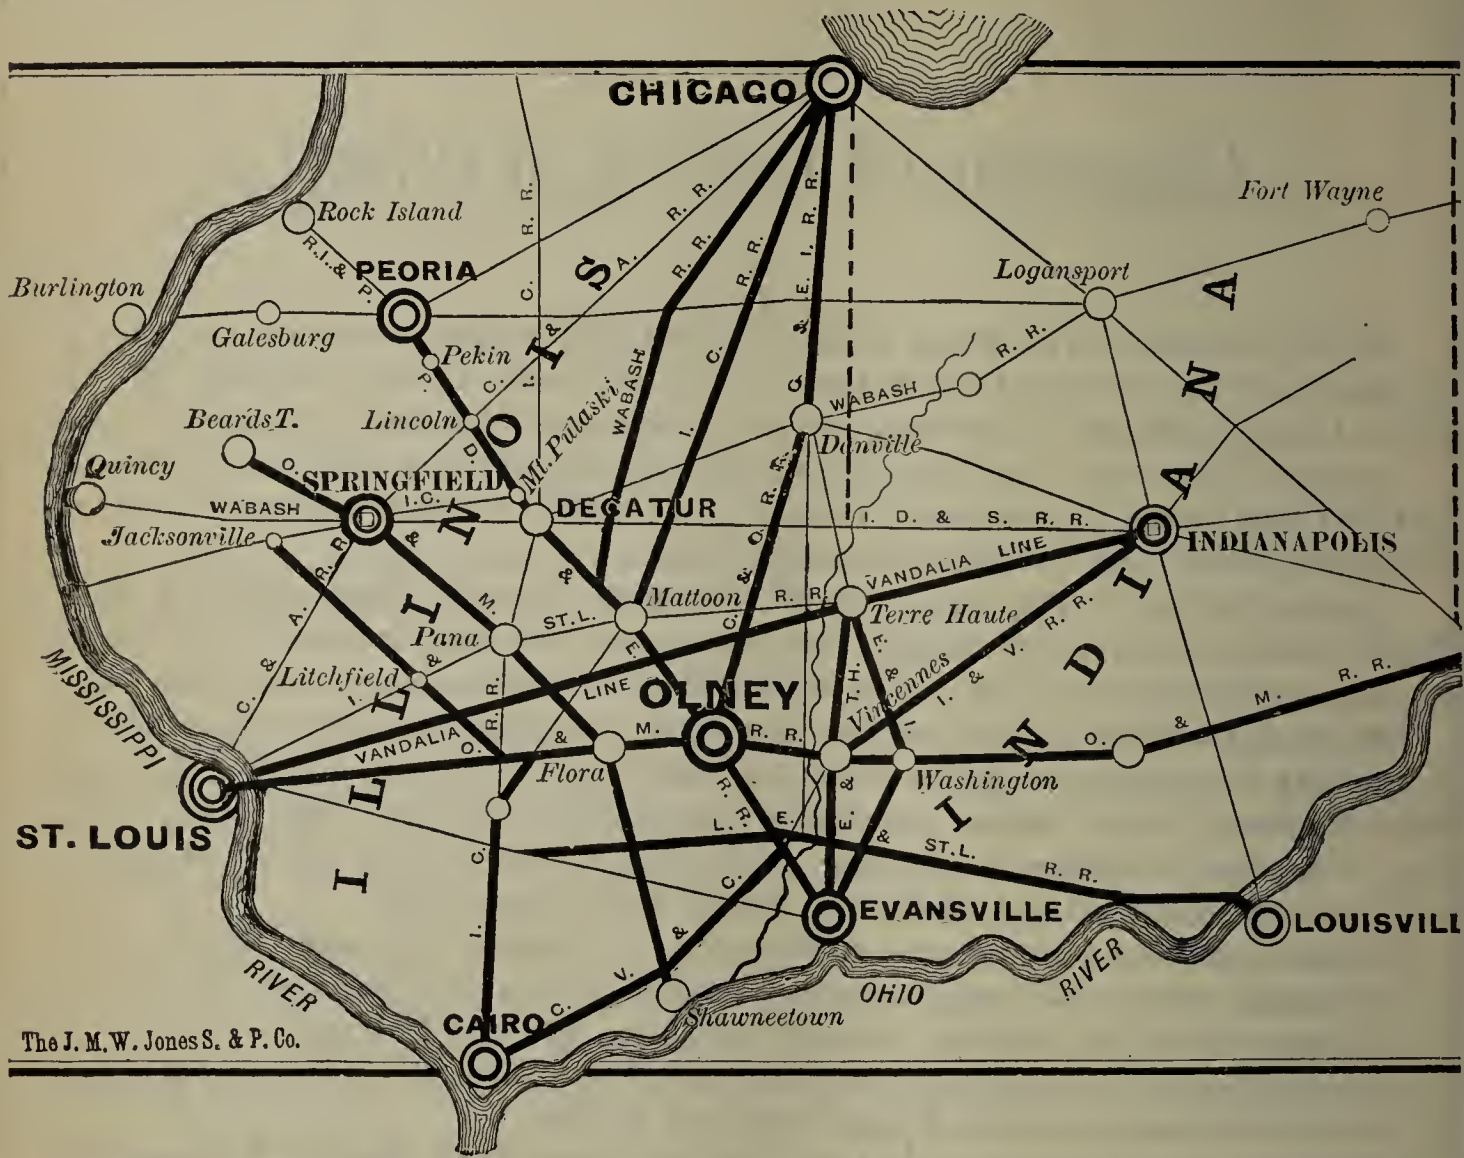 CHICAGO
Fort Wayne
Rock Island
R.I. & P.
PEORIA
Logansport
Burlington
Galesburg
Pekin
C. & A. R. R.
I. C. R. R.
WABASH R. R.
I. C. R. R.
C. & E. I. R. R.
WABASH R. R.
Beards T.
Lincoln
Mt. Pulaski
Danville
Quincy
SPRINGFIELD
I.C.
P. D. & E.
DECATUR
WABASH
Jacksonville
I. D. & S. R. R.
INDIANAPOLIS
VANDALIA LINE
Mattoon
R. R.
Terre Haute
Pana
ST.L.
I. &
Litchfield
C. & A. R. R.
O. & M.
C. & O. R. R.
OLNEY
LINE
VANDALIA
Vincennes
E. & T. H.
E. & I.
I. & V. R. R.
O. & M. R. R.
O. & M. R. R.
Flora
Washington
MISSISSIPPI
ST. LOUIS
R. R.
L. E. & ST.L. R. R.
EVANSVILLE
LOUISVILL
I. C. R. R.
C. V. & C.
RIVER
OHIO
RIVER
Shawneetown
CAIRO
ILLINOIS
INDIANA
The J. M. W. Jones S. & P. Co.